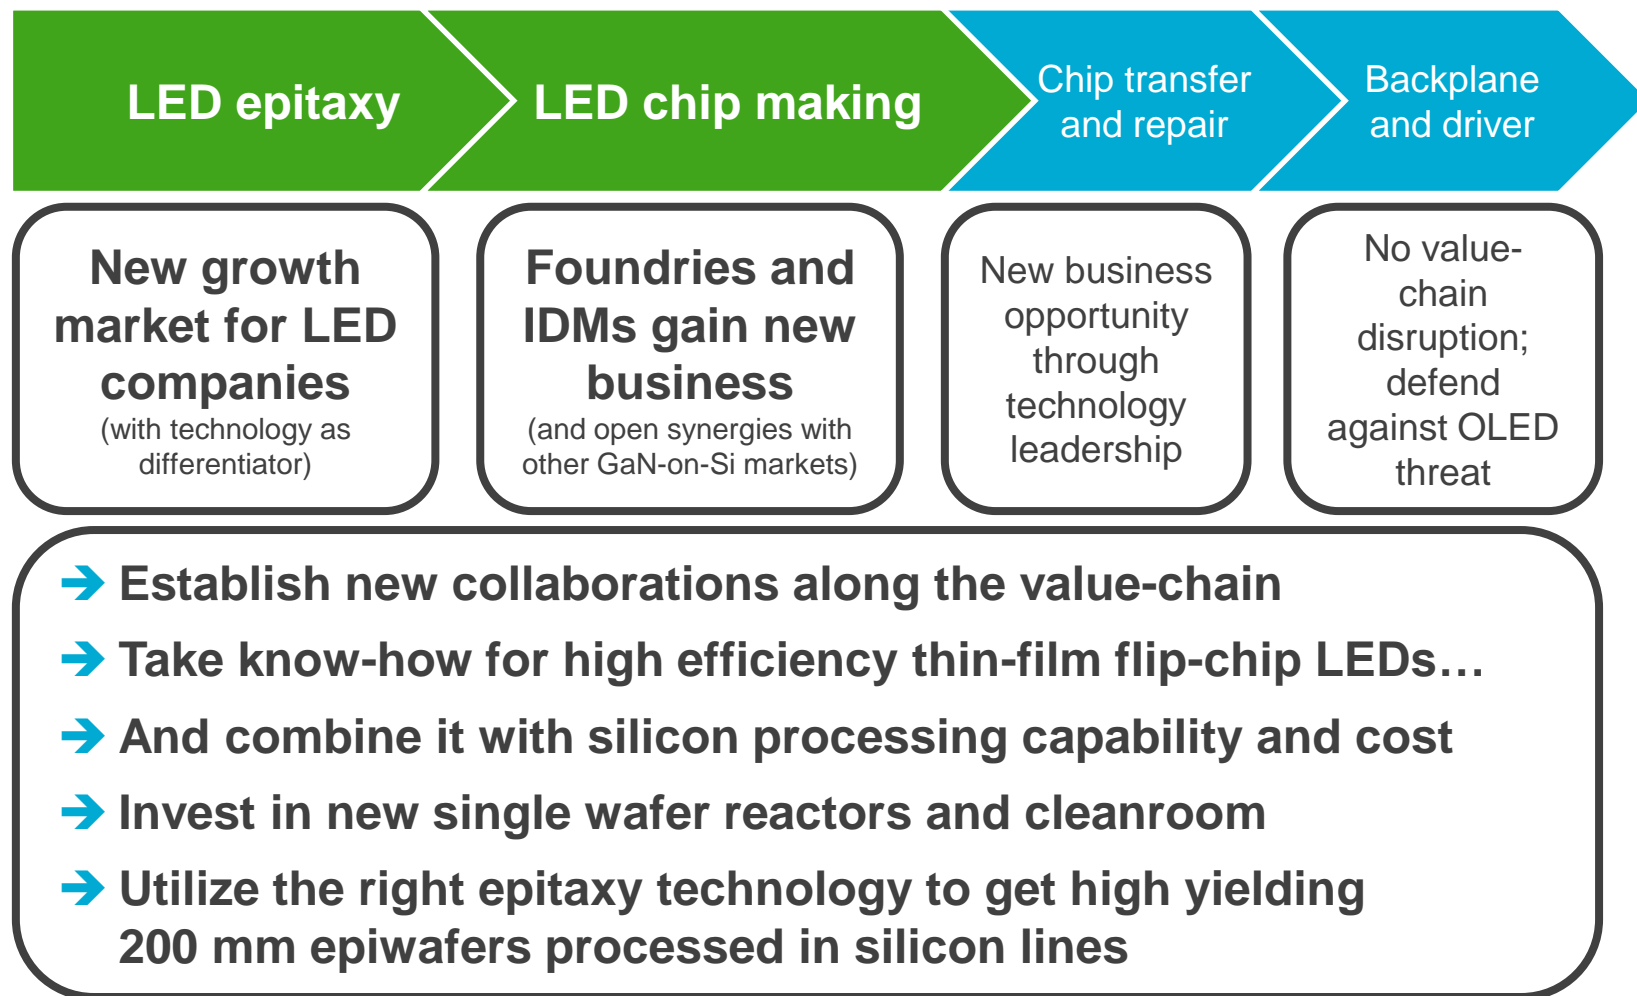 LED epitaxy
LED chip making
Chip transfer
and repair
Backplane
and driver
New growth
market for LED
companies
(with technology as
differentiator)
Foundries and
IDMs gain new
business
(and open synergies with
other GaN-on-Si markets)
New business
opportunity
through
technology
leadership
No value-
chain
disruption;
defend
against OLED
threat
➔ Establish new collaborations along the value-chain
➔ Take know-how for high efficiency thin-film flip-chip LEDs…
➔ And combine it with silicon processing capability and cost
➔ Invest in new single wafer reactors and cleanroom
➔ Utilize the right epitaxy technology to get high yielding
200 mm epiwafers processed in silicon lines